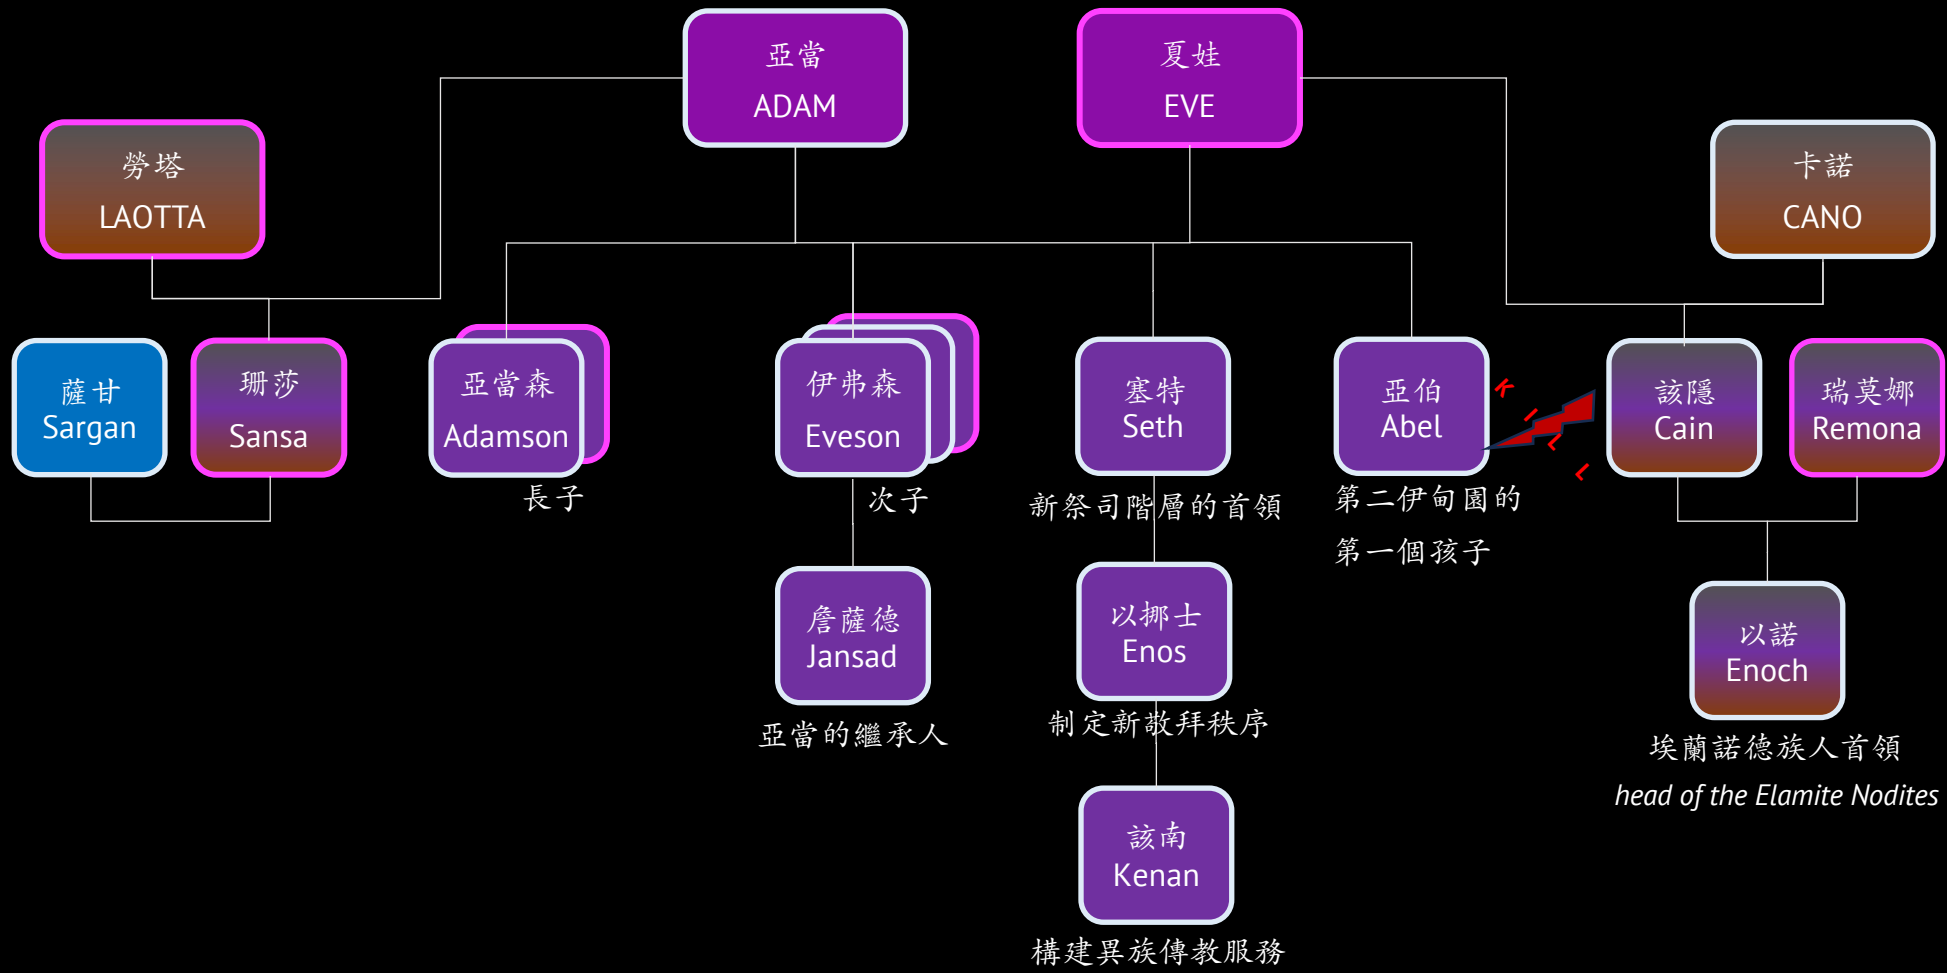 亞當
ADAM
夏娃
EVE
勞塔
LAOTTA
卡諾
CANO
薩甘
Sargan
珊莎
Sansa
亞當森
Adamson
長子
伊弗森
Eveson
次子
塞特
Seth
新祭司階層的首領
亞伯
Abel
第二伊甸園的
第一個孩子
KILL
該隱
Cain
瑞莫娜
Remona
詹薩德
Jansad
亞當的繼承人
以挪士
Enos
制定新敬拜秩序
以諾
Enoch
埃蘭諾德族人首領
head of the Elamite Nodites
該南
Kenan
構建異族傳教服務